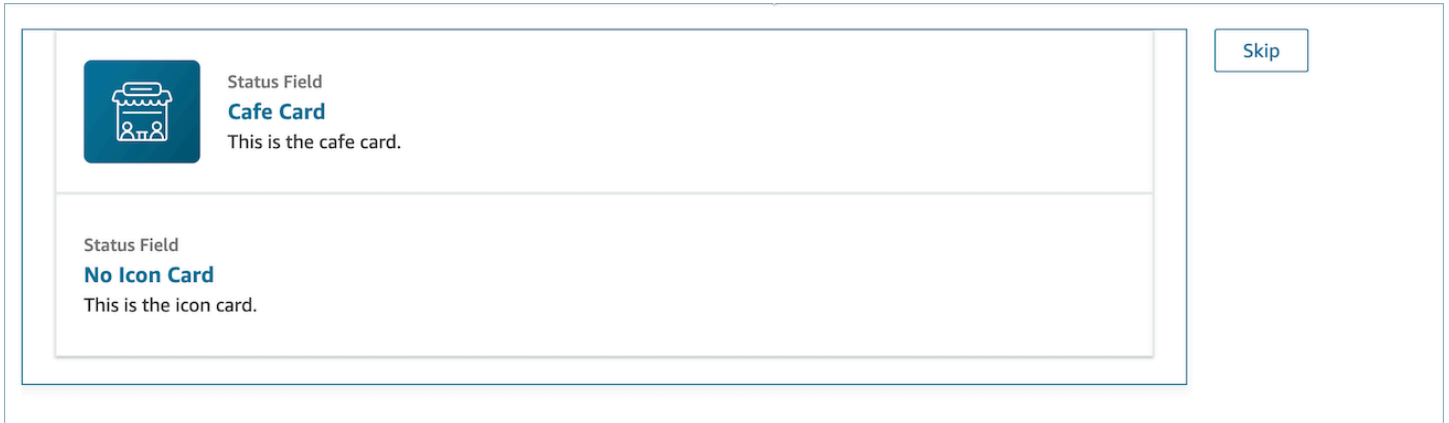 Skip
Status Field
Cafe Card
This is the cafe card.
Status Field
No Icon Card
This is the icon card.